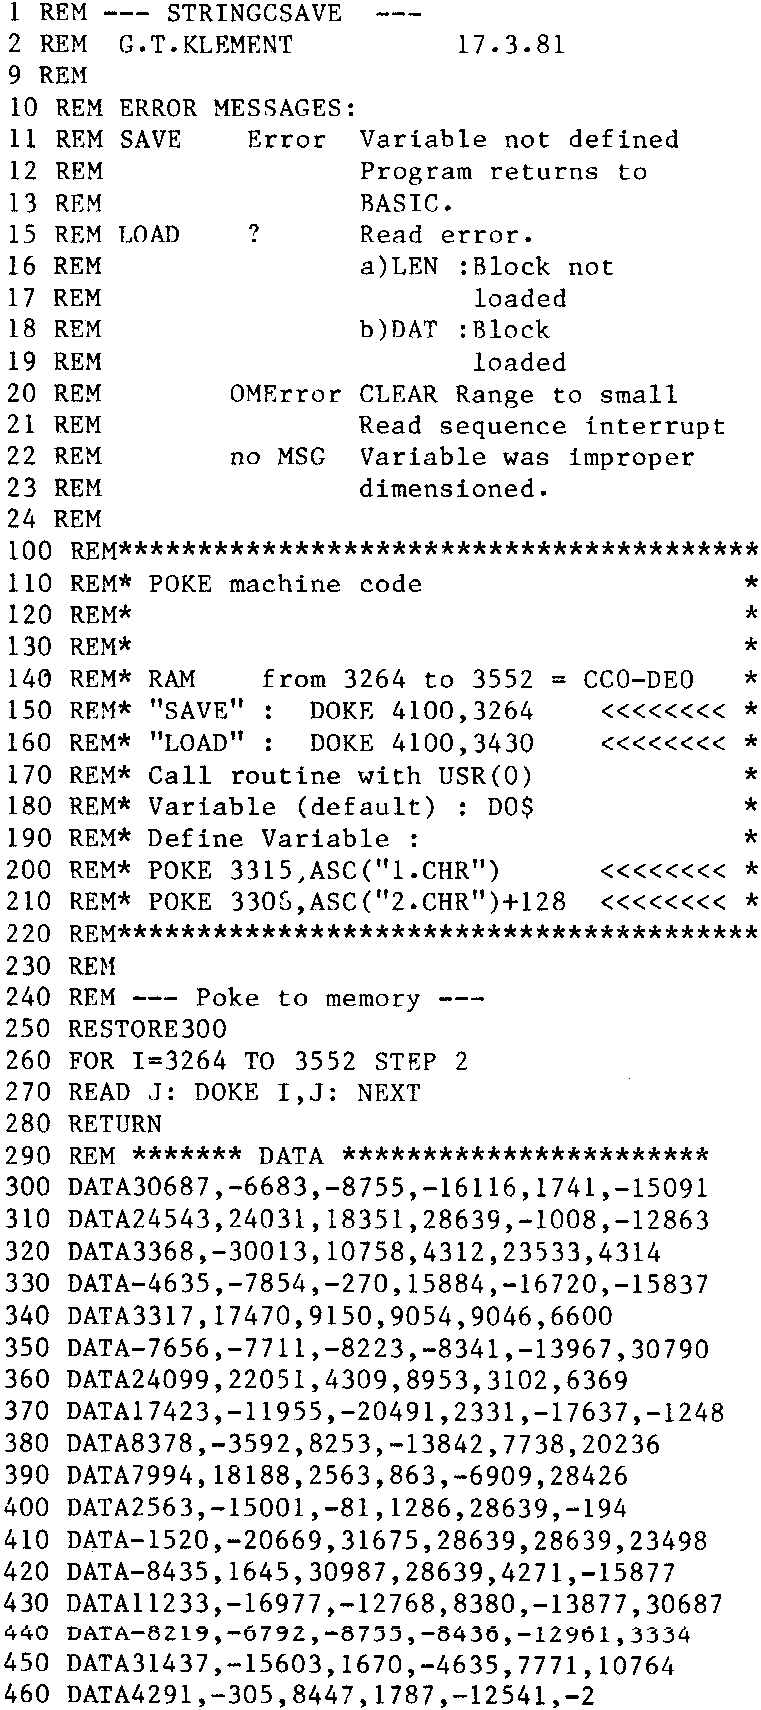 1 REM --- STRINGCSAVE ---
2 REM G.T.KLEMENT 17.3.81
9 REM
10 REM ERROR MESSAGES:
11 REM SAVE Error Variable not defined
12 REM Program returns to
13 REM BASIC.
15 REM LOAD ? Read error.
16 REM a)LEN :Block not
17 REM loaded
18 REM b)DAT :Block
19 REM loaded
20 REM OMError CLEAR Range to small
21 REM Read sequence interrupt
22 REM no MSG Variable was improper
23 REM dimensioned.
24 REM
100 REM****************************************
110 REM* POKE machine code *
120 REM* *
130 REM* *
140 REM* RAM from 3264 to 3552 = CC0-DE0 *
150 REM* "SAVE" : DOKE 4100,3264 <<<<<<<< *
160 REM* "LOAD" : DOKE 4100,3430 <<<<<<<< *
170 REM* Call routine with USR(0) *
180 REM* Variable (default) : D0$ *
190 REM* Define Variable :  *
200 REM* POKE 3315,ASC("1.CHR") <<<<<<<< *
210 REM* POKE ,ASC("2.CHR")+128 <<<<<<<< *
220 REM****************************************
230 REM
240 REM --- Poke to memory ---
250 RESTORE300
260 FOR I=3264 TO 3552 STEP 2
270 READ J: DOKE I,J: NEXT
280 RETURN
290 REM ******* DATA ***********************
300 DATA30687,-6683,-8755,-16116,1741,-15091
310 DATA24543,24031,18351,28639,-1008,-12863
320 DATA3368,-30013,10758,4312,23533,4314
330 DATA-4635,-7854,-270,15884,-16720,-15837
340 DATA3317,17470,9150,9054,9046,6600
350 DATA-7656,-7711,-8223,-8341,-13967,30790
360 DATA24099,22051,4309,8953,3102,6369
370 DATA17423,-11955,-20491,2331,-17637,-1248
380 DATA8378,-3592,8253,-13842,7738,20236
390 DATA7994,18188,2563,863,-6909,28426
400 DATA2563,-15001,-81,1286,28639,-194
410 DATA-1520,-20669,31675,28639,28639,23498
420 DATA-8435,1645,30987,28639,4271,-15877
430 DATA11233,-16977,-12768,8380,-13877,30687
440 DATA-8219,-6792,-8755,-8436,-12961,3334
450 DATA31437,-15603,1670,-4635,7771,10764
460 DATA4291,-305,8447,1787,-12541,-2